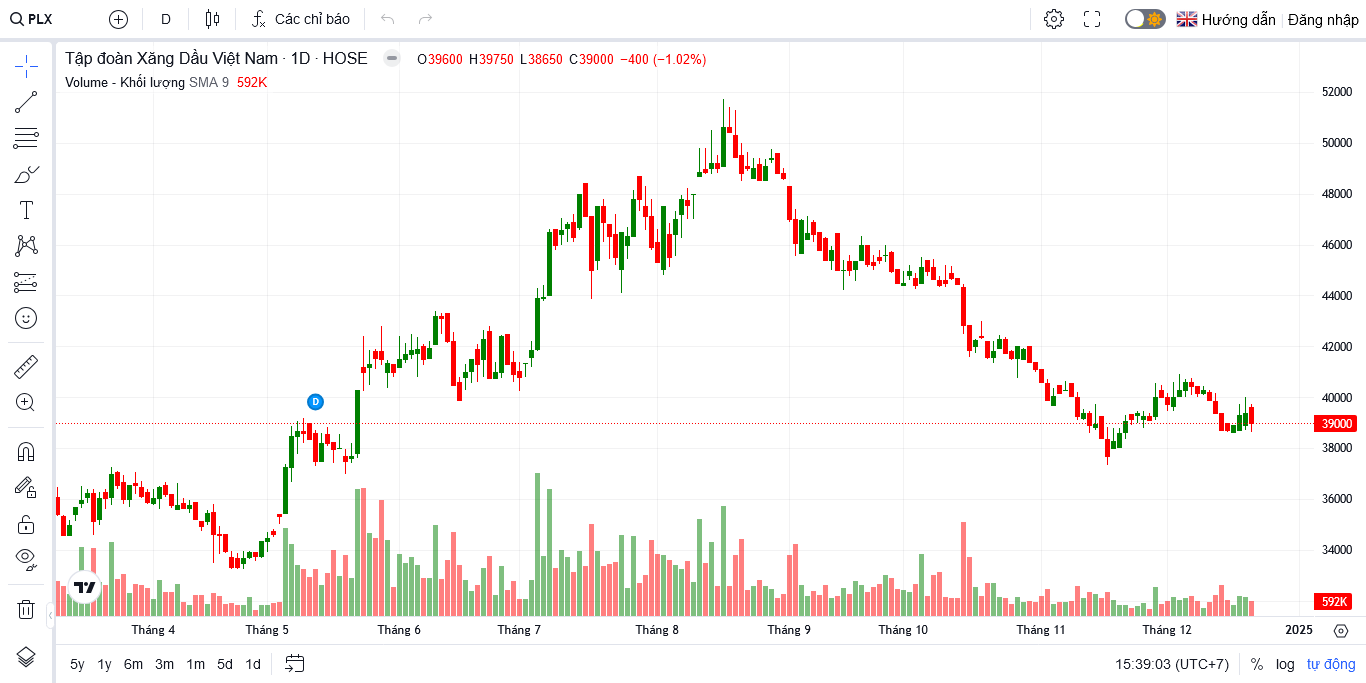 PLX D Các chỉ báo Hướng dẫn Đăng nhập
Tập đoàn Xăng Dầu Việt Nam · 1D · HOSE O39600 H39750 L38650 C39000 −400 (−1.02%)
Volume - Khối lượng SMA 9 592K
52000
50000
48000
46000
44000
42000
40000
D
39000
38000
36000
34000
592K
Tháng 4 Tháng 5 Tháng 6 Tháng 7 Tháng 8 Tháng 9 Tháng 10 Tháng 11 Tháng 12 2025
5y 1y 6m 3m 1m 5d 1d 15:39:03 (UTC+7) % log tự động